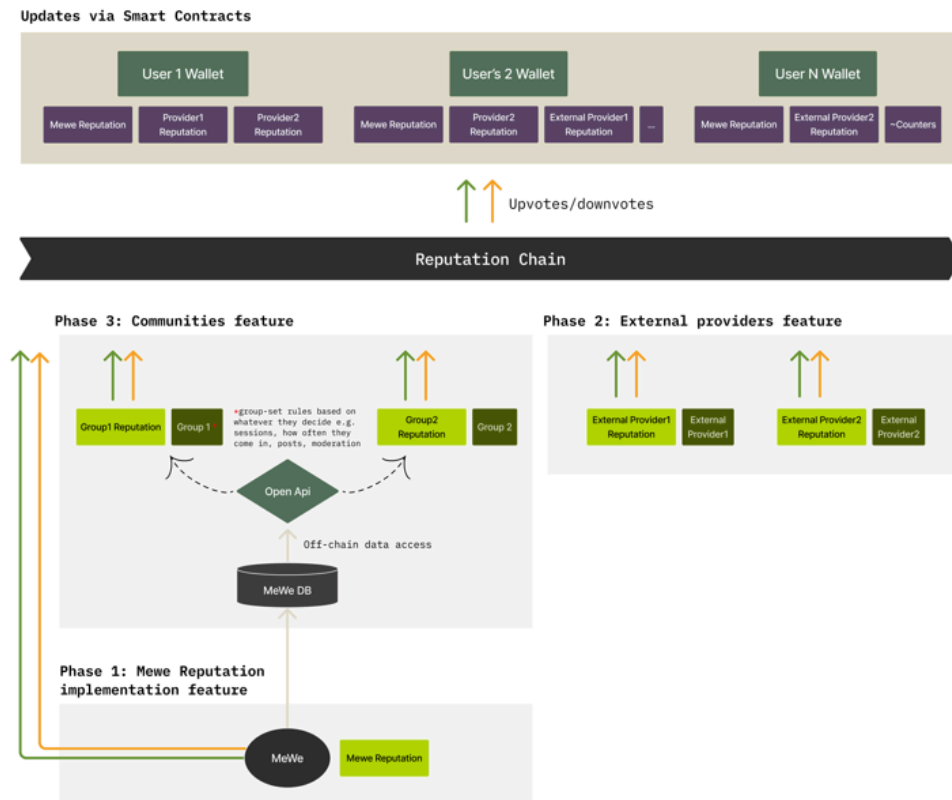 Updates via Smart Contracts
User 1 Wallet
User's 2 Wallet
User N Wallet
Mewe Reputation
Provider1
Reputation
Provider2
Reputation
Mewe Reputation
Provider2
Reputation
External Provider1
Reputation
...
Mewe Reputation
External Provider2
Reputation
~Counters
Upvotes/downvotes
Reputation Chain
Phase 3: Communities feature
Phase 2: External providers feature
Group1 Reputation
Group 1 *
*group-set rules based on
whatever they decide e.g.
sessions, how often they
come in, posts, moderation
Group2
Reputation
Group 2
External Provider1
Reputation
External
Provider1
External Provider2
Reputation
External
Provider2
Open Api
Off-chain data access
MeWe DB
Phase 1: Mewe Reputation
implementation feature
MeWe
Mewe Reputation